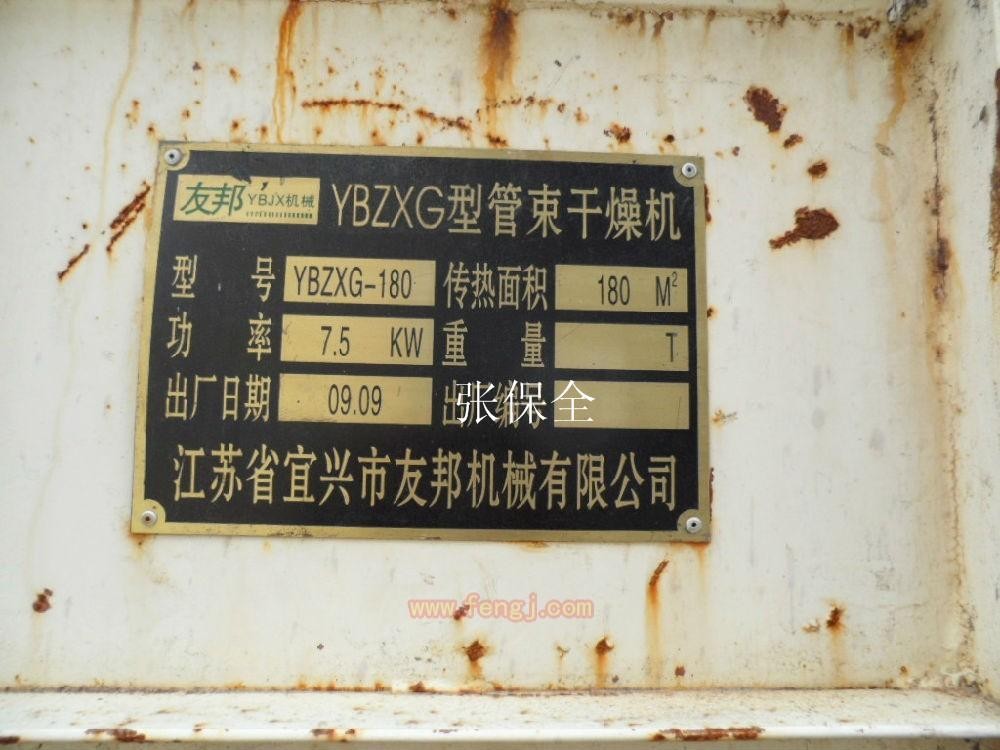 友邦 YBJX机械 YBZXG型管束干燥机
型号 YBZXG-180 传热面积 180 M²
功率 7.5 KW 重量 T
出厂日期 09.09 出厂编号
张保全
江苏省宜兴市友邦机械有限公司
www.fengj.com